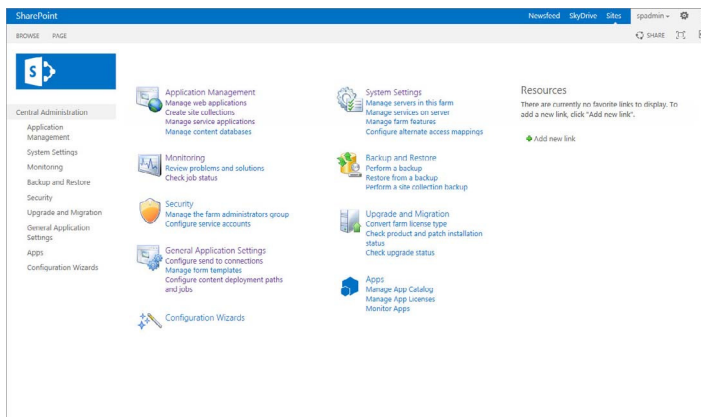 SharePoint
Newsfeed SkyDrive Sites spadmin
BROWSE PAGE
SHARE
S
Central Administration
Application
Management
System Settings
Monitoring
Backup and Restore
Security
Upgrade and Migration
General Application
Settings
Apps
Configuration Wizards
Application Management
Manage web applications
Create site collections
Manage service applications
Manage content databases
Monitoring
Review problems and solutions
Check job status
Security
Manage the farm administrators group
Configure service accounts
General Application Settings
Configure send to connections
Manage form templates
Configure content deployment paths
and jobs
Configuration Wizards
System Settings
Manage servers in this farm
Manage services on server
Manage farm features
Configure alternate access mappings
Backup and Restore
Perform a backup
Restore from a backup
Perform a site collection backup
Upgrade and Migration
Convert farm license type
Check product and patch installation
status
Check upgrade status
Apps
Manage App Catalog
Manage App Licenses
Monitor Apps
Resources
There are currently no favorite links to display. To
add a new link, click "Add new link".
Add new link